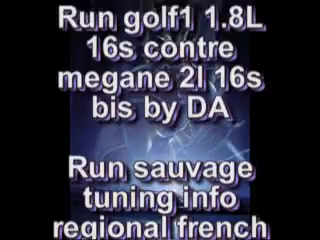 Run golf1 1.8L
16s contre
megane 2l 16s
bis by DA
Run sauvage
tuning info
regional french